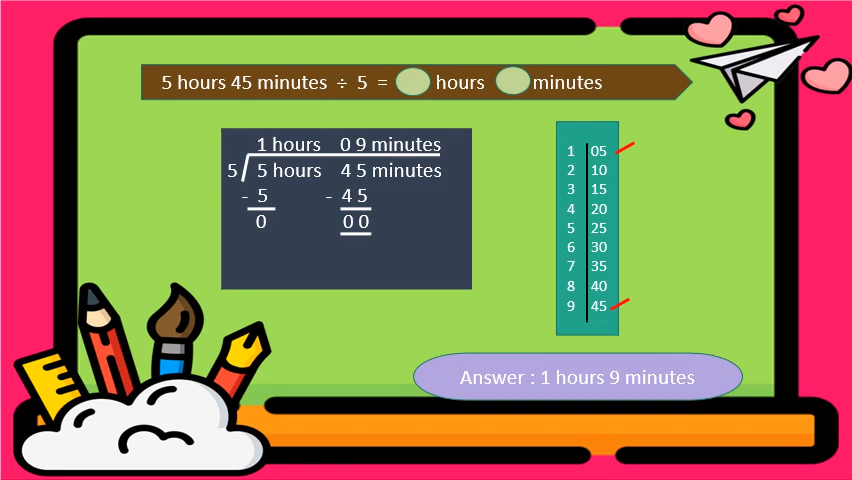 5 hours 45 minutes ÷ 5 = hours minutes
1 hours 0 9 minutes
5 5 hours 4 5 minutes
- 5 - 4 5
0 0 0
1 05
2 10
3 15
4 20
5 25
6 30
7 35
8 40
9 45
Answer : 1 hours 9 minutes